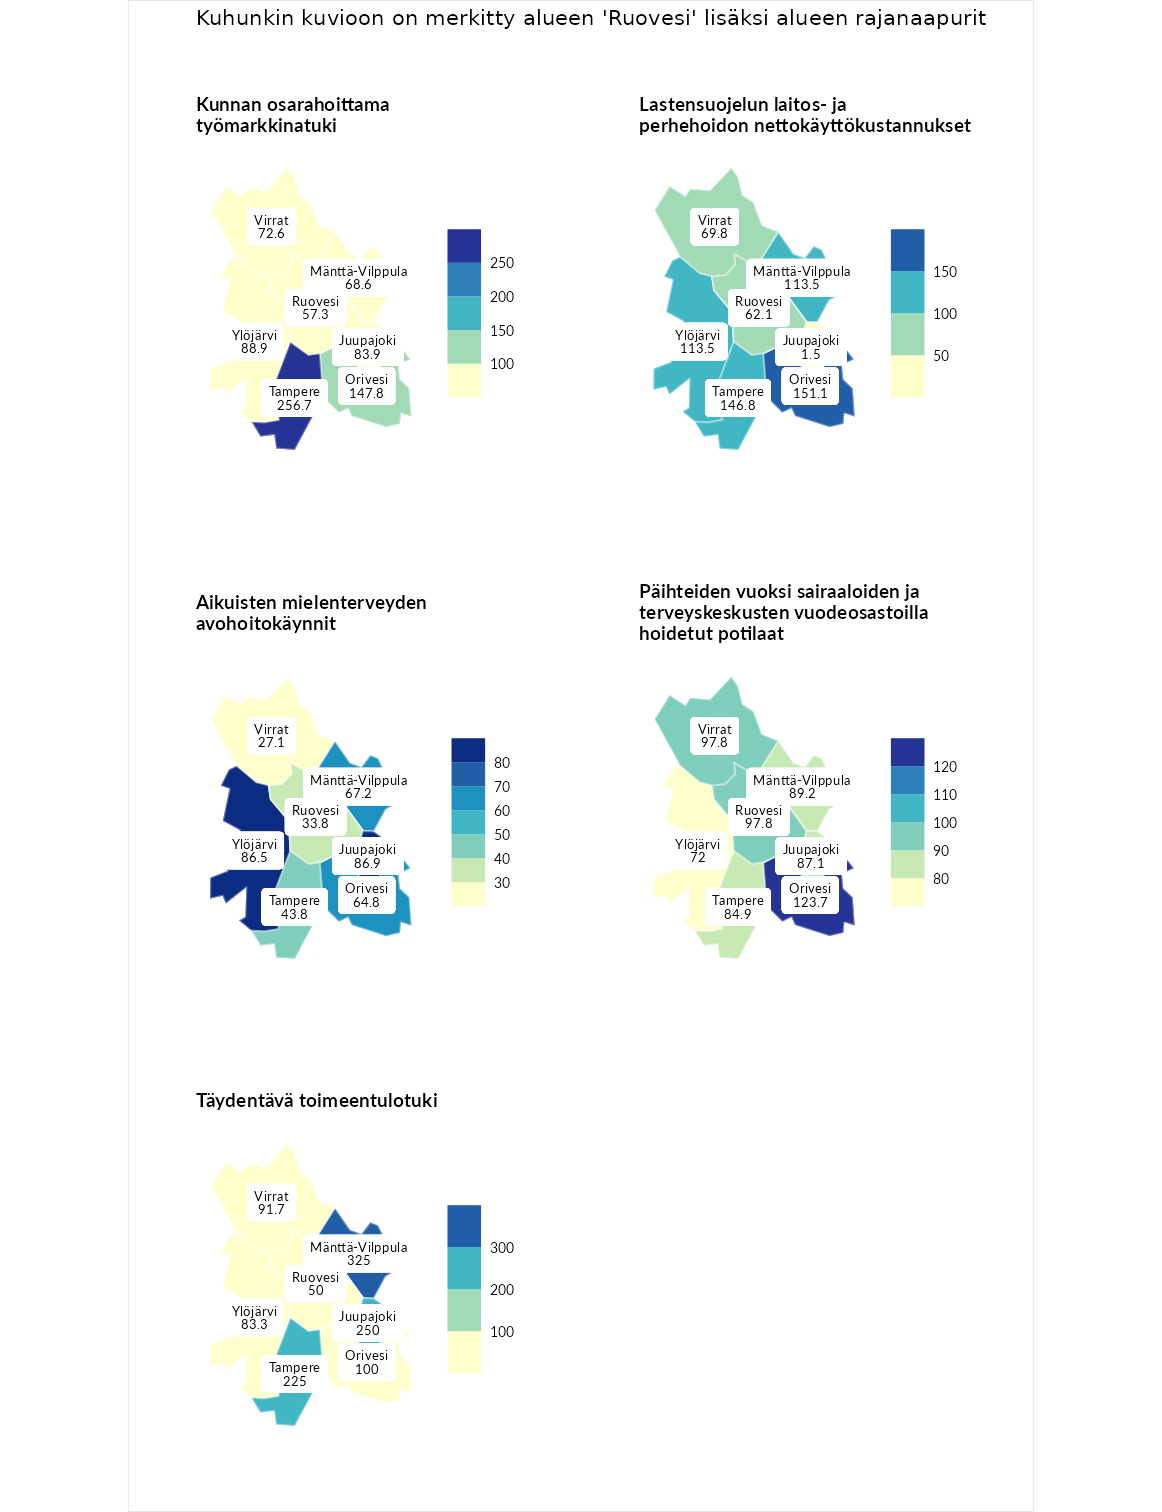 Kuhunkin kuvioon on merkitty alueen 'Ruovesi' lisäksi alueen rajanaapurit
Kunnan osarahoittama
työmarkkinatuki
Virrat
72.6
Mänttä-Vilppula
68.6
Ruovesi
57.3
Ylöjärvi
88.9
Juupajoki
83.9
Orivesi
147.8
Tampere
256.7
250
200
150
100
Lastensuojelun laitos- ja
perhehoidon nettokäyttökustannukset
Virrat
69.8
Mänttä-Vilppula
113.5
Ruovesi
62.1
Ylöjärvi
113.5
Juupajoki
1.5
Orivesi
151.1
Tampere
146.8
150
100
50
Aikuisten mielenterveyden
avohoitokäynnit
Virrat
27.1
Mänttä-Vilppula
67.2
Ruovesi
33.8
Ylöjärvi
86.5
Juupajoki
86.9
Orivesi
64.8
Tampere
43.8
80
70
60
50
40
30
Päihteiden vuoksi sairaaloiden ja
terveyskeskusten vuodeosastoilla
hoidetut potilaat
Virrat
97.8
Mänttä-Vilppula
89.2
Ruovesi
97.8
Ylöjärvi
72
Juupajoki
87.1
Orivesi
123.7
Tampere
84.9
120
110
100
90
80
Täydentävä toimeentulotuki
Virrat
91.7
Mänttä-Vilppula
325
Ruovesi
50
Ylöjärvi
83.3
Juupajoki
250
Orivesi
100
Tampere
225
300
200
100